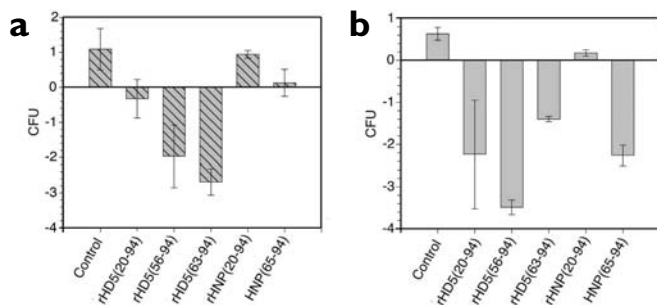 a
2
1
0
-1
-2
-3
-4
CFU
Control
rHD5(20-94)
rHD5(56-94)
rHD5(63-94)
rHNP(20-94)
HNP(65-94)
b
1
0
-1
-2
-3
-4
CFU
Control
rHD5(20-94)
rHD5(56-94)
rHD5(63-94)
rHNP(20-94)
HNP(65-94)